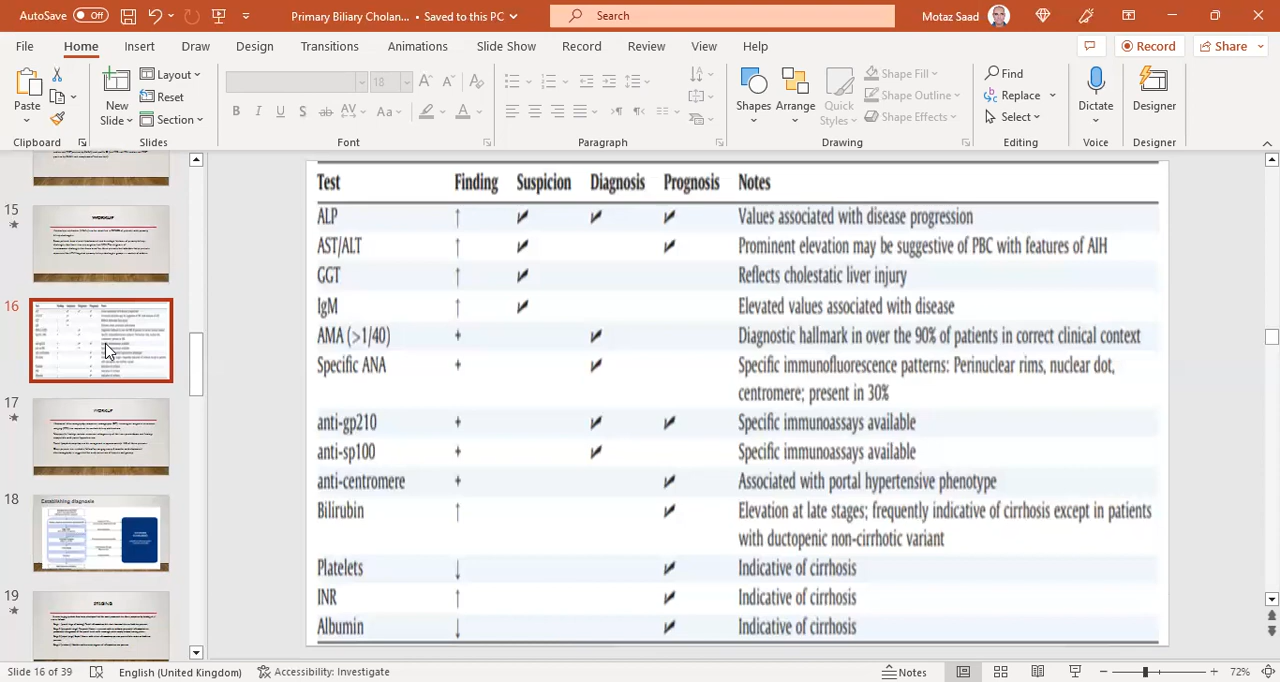 AutoSave Off Primary Biliary Cholan... • Saved to this PC Search Motaz Saad
File Home Insert Draw Design Transitions Animations Slide Show Record Review View Help Record Share
Paste New Slide Layout Reset Section 18 Shapes Arrange Quick Styles Shape Fill Shape Outline Shape Effects Find Replace Select Dictate Designer
Clipboard Slides Font Paragraph Drawing Editing Voice Designer
15
WORKUP
16
17
WORKUP
18
Establishing diagnosis
19
STAGING
Test Finding Suspicion Diagnosis Prognosis Notes
ALP ↑ ✔ ✔ ✔ Values associated with disease progression
AST/ALT ↑ ✔ ✔ Prominent elevation may be suggestive of PBC with features of AIH
GGT ↑ ✔ Reflects cholestatic liver injury
IgM ↑ ✔ Elevated values associated with disease
AMA (>1/40) + ✔ Diagnostic hallmark in over the 90% of patients in correct clinical context
Specific ANA + ✔ Specific immunofluorescence patterns: Perinuclear rims, nuclear dot,
centromere; present in 30%
anti-gp210 + ✔ ✔ Specific immunoassays available
anti-sp100 + ✔ Specific immunoassays available
anti-centromere + ✔ Associated with portal hypertensive phenotype
Bilirubin ↑ ✔ Elevation at late stages; frequently indicative of cirrhosis except in patients
with ductopenic non-cirrhotic variant
Platelets ↓ ✔ Indicative of cirrhosis
INR ↑ ✔ Indicative of cirrhosis
Albumin ↓ ✔ Indicative of cirrhosis
Slide 16 of 39 English (United Kingdom) Accessibility: Investigate Notes 72%